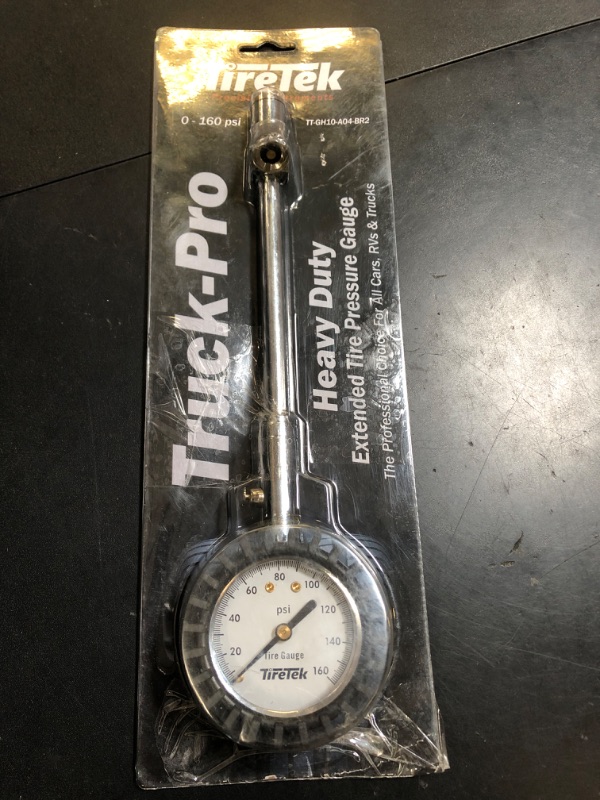 TireTek
0 - 160 psi
TT-GH10-A04-BR2
Truck-Pro
Heavy Duty
Extended Tire Pressure Gauge
The Professional Choice For All Cars, RVs & Trucks
20
40
60
80
100
120
140
160
psi
Tire Gauge
TireTek